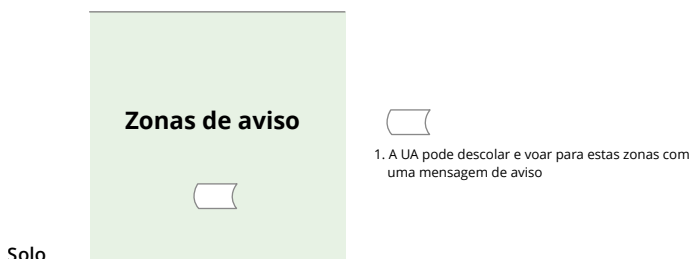 Zonas de aviso
1. A UA pode descolar e voar para estas zonas com
uma mensagem de aviso
Solo